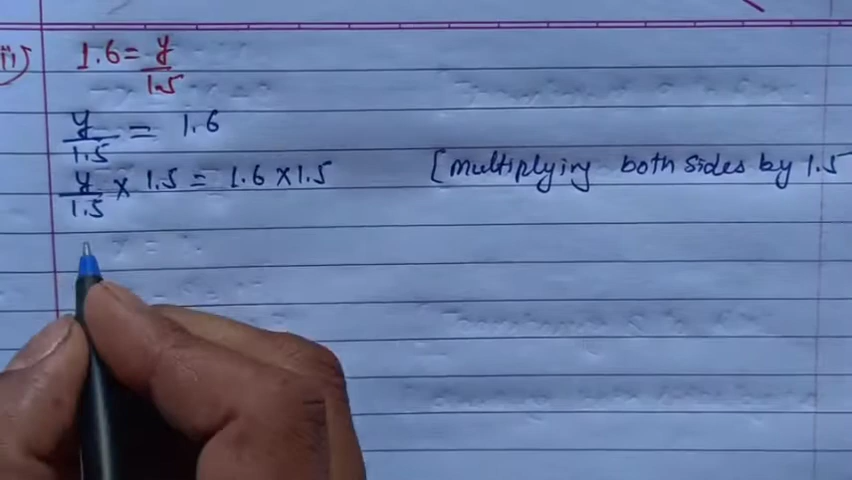 ii) 1.6 = y/1.5
y/1.5 = 1.6
y/1.5 × 1.5 = 1.6 × 1.5 [multiplying both sides by 1.5